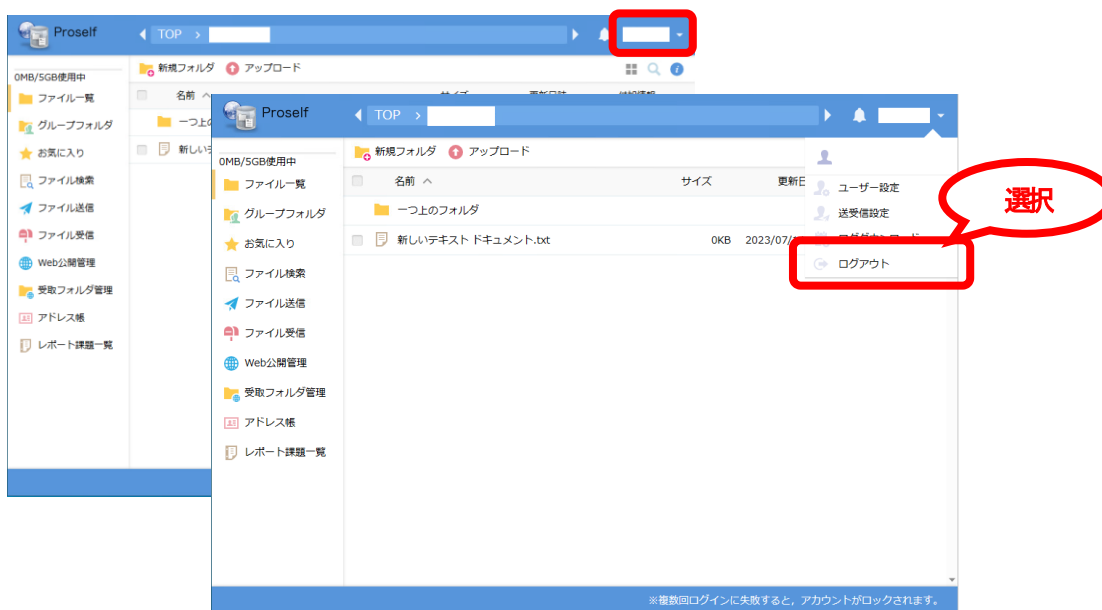 Proself
TOP >
0MB/5GB使用中
新規フォルダ アップロード
ファイル一覧
グループフォルダ
お気に入り
ファイル検索
ファイル送信
ファイル受信
Web公開管理
受取フォルダ管理
アドレス帳
レポート課題一覧
名前
一つ上の
新しい
Proself
TOP >
0MB/5GB使用中
新規フォルダ アップロード
ファイル一覧
グループフォルダ
お気に入り
ファイル検索
ファイル送信
ファイル受信
Web公開管理
受取フォルダ管理
アドレス帳
レポート課題一覧
名前 サイズ 更新日
一つ上のフォルダ
新しいテキスト ドキュメント.txt 0KB 2023/07/
ユーザー設定
送受信設定
ログアウト
選択
※複数回ログインに失敗すると，アカウントがロックされます。